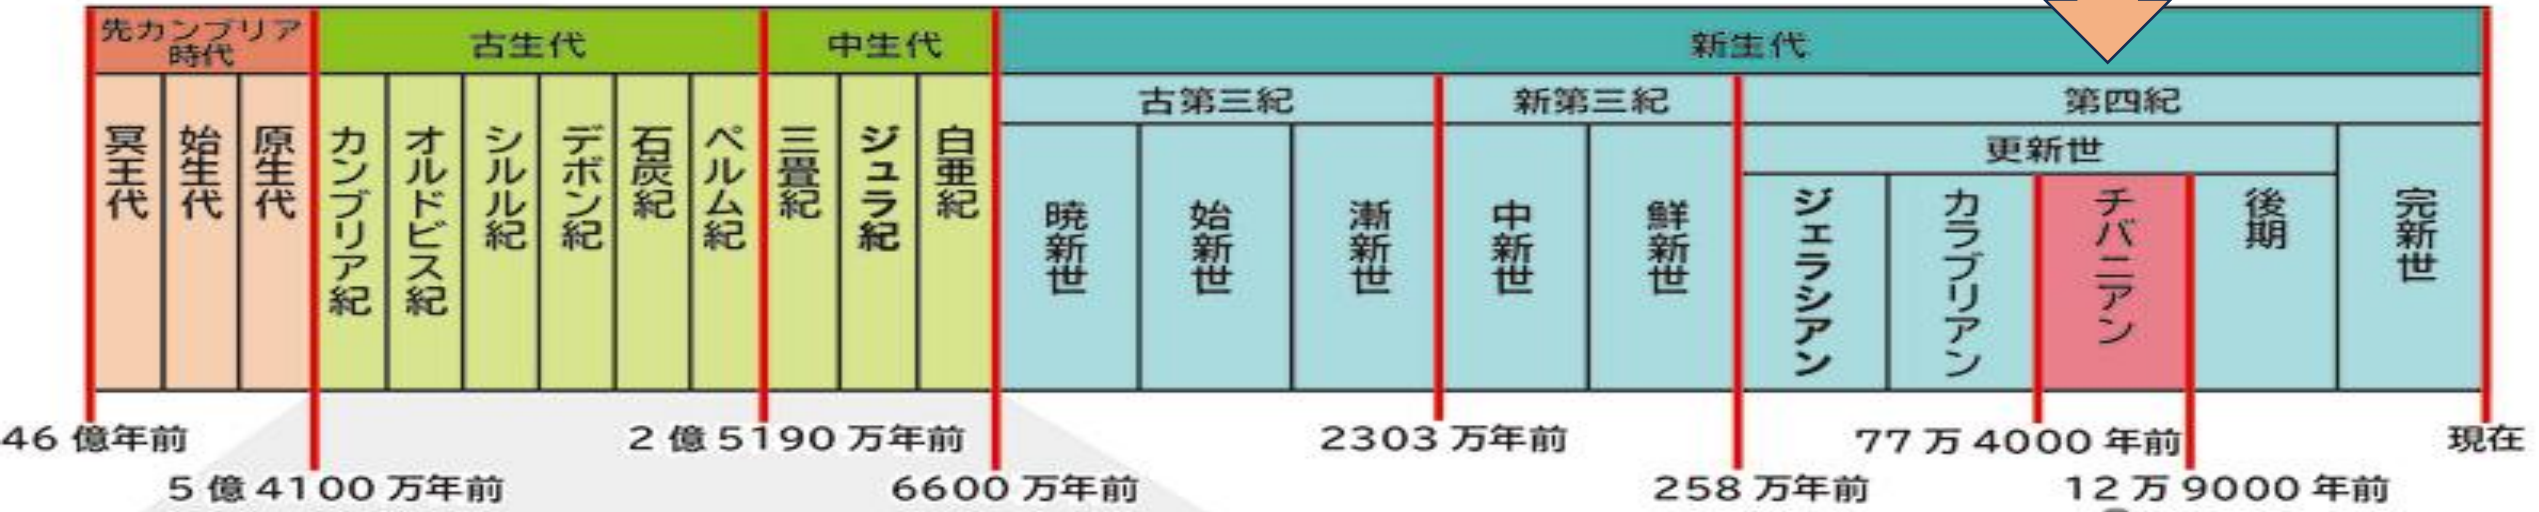 先カンブリア
時代
古生代
中生代
新生代
古第三紀
新第三紀
第四紀
更新世
冥王代
始生代
原生代
カンブリア紀
オルドビス紀
シルル紀
デボン紀
石炭紀
ペルム紀
三畳紀
ジュラ紀
白亜紀
暁新世
始新世
漸新世
中新世
鮮新世
ジェラシアン
カラブリアン
チバニアン
後期
完新世
46億年前
2億5190万年前
2303万年前
77万4000年前
現在
5億4100万年前
6600万年前
258万年前
12万9000年前